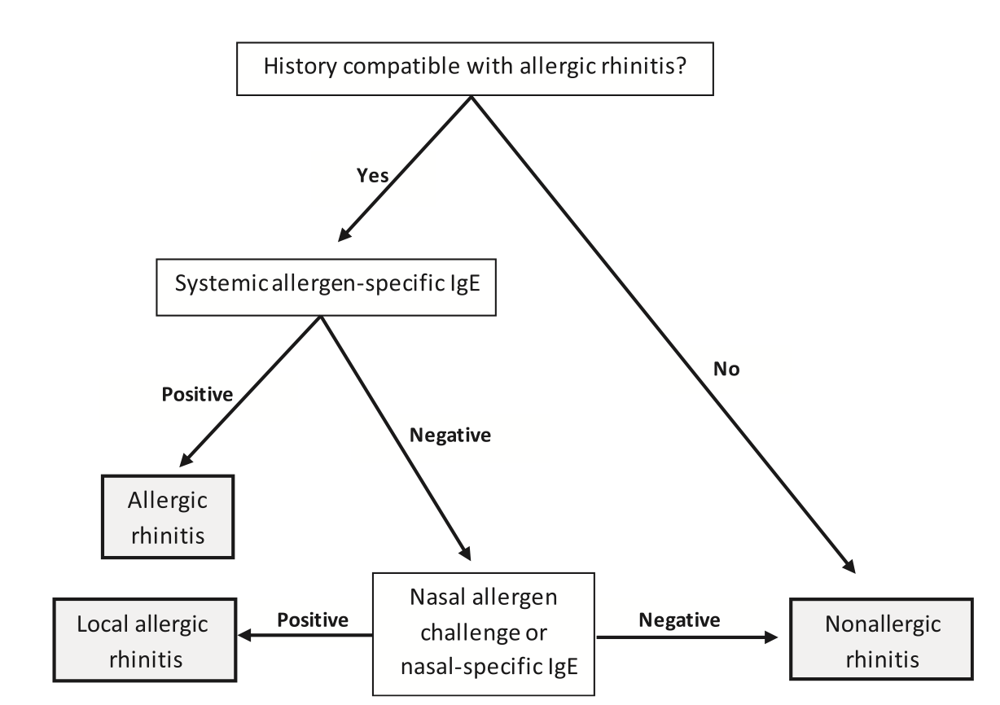 History compatible with allergic rhinitis?
Yes
Systemic allergen-specific IgE
No
Positive
Negative
Allergic
rhinitis
Nasal allergen
challenge or
nasal-specific IgE
Positive
Negative
Local allergic
rhinitis
Nonallergic
rhinitis